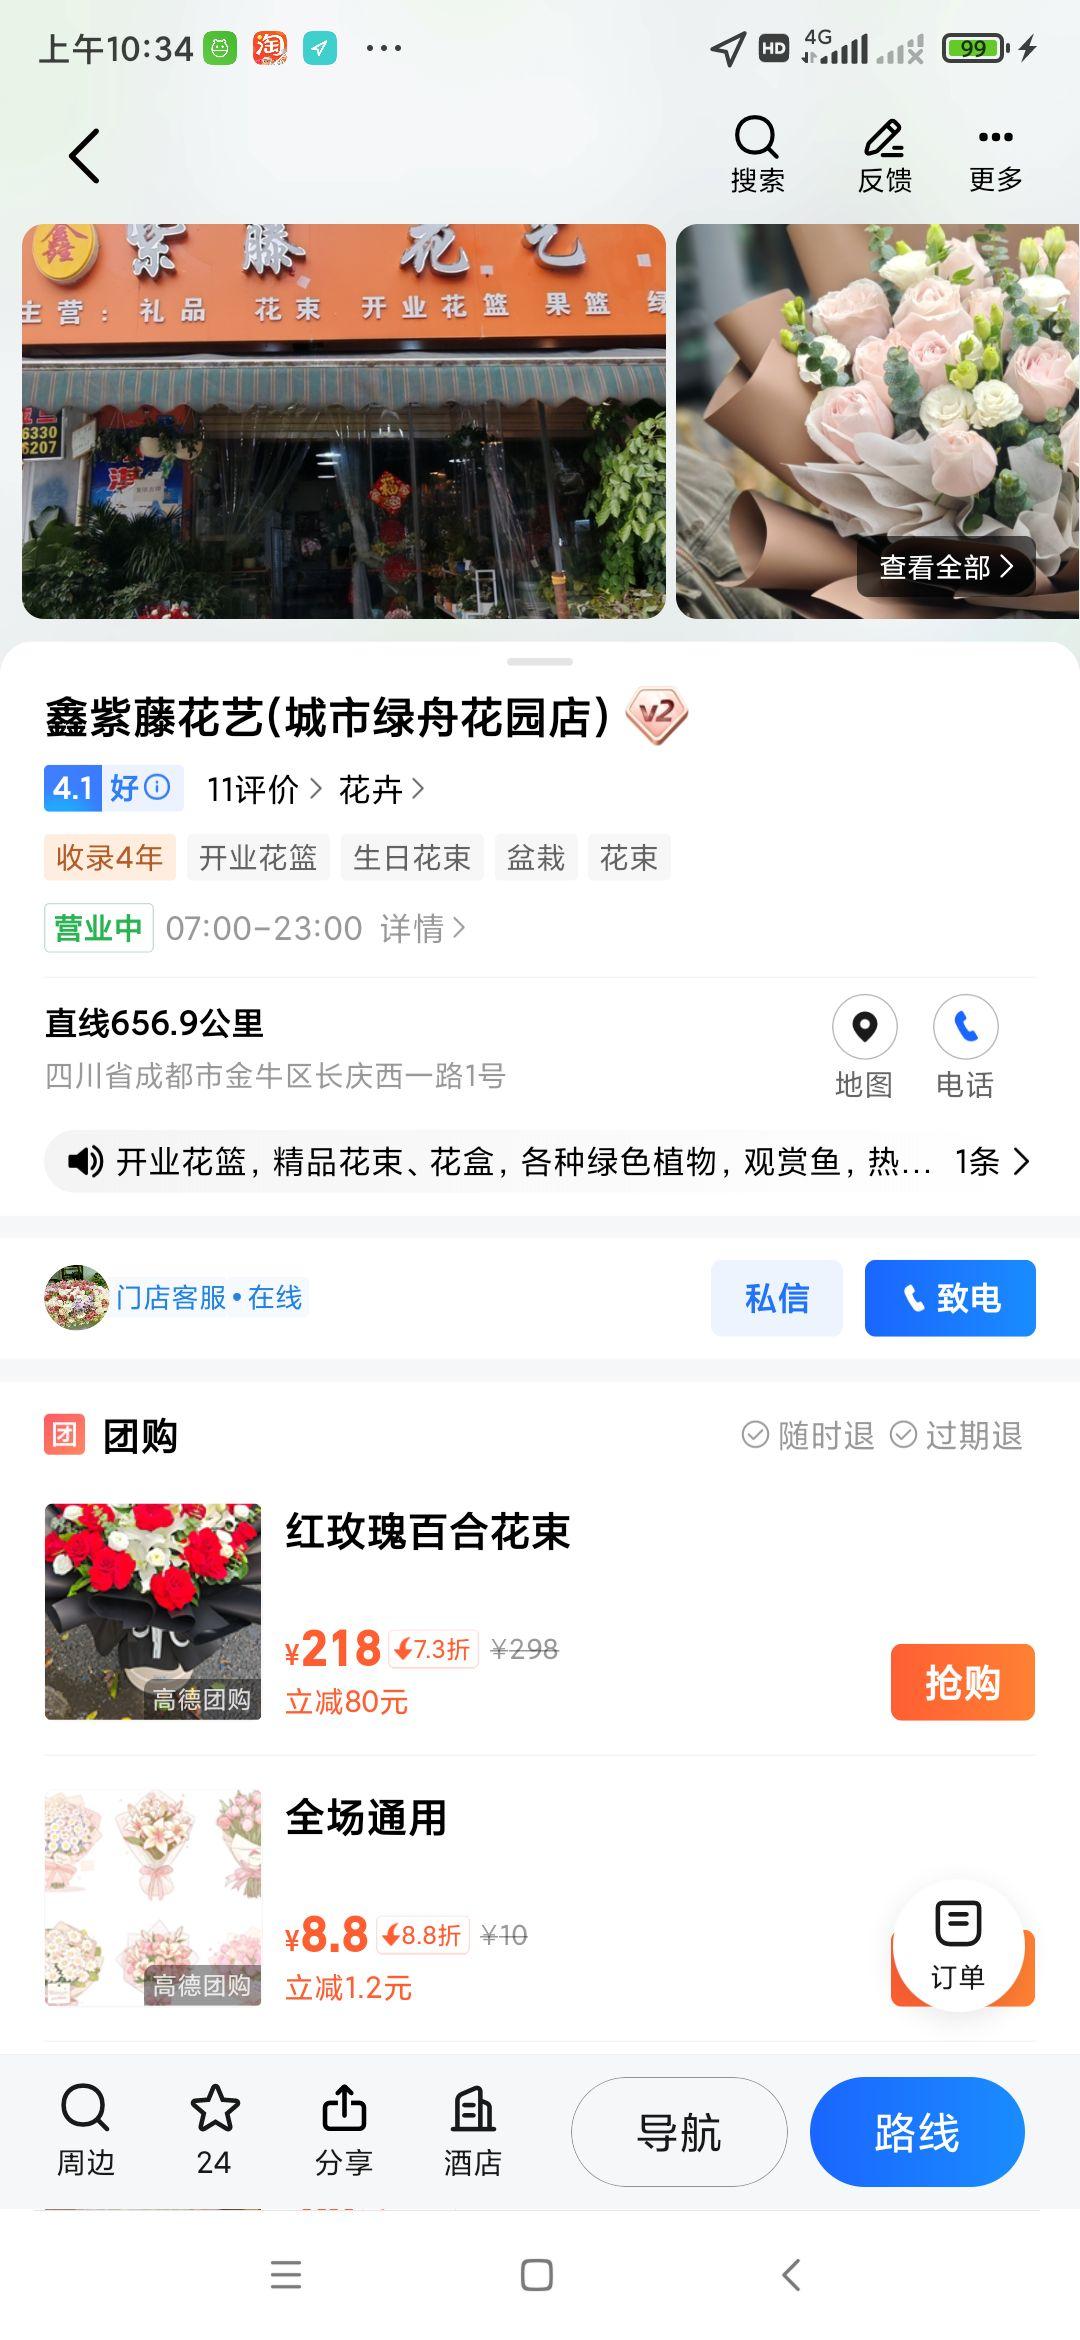 上午10:34
淘
HD
4G
99
搜索
反馈
更多
鑫
紫藤花艺
主营：礼品 花束 开业花篮 果篮 绿
6330
6207
查看全部
鑫紫藤花艺(城市绿舟花园店)
V2
4.1 好
11评价
花卉
收录4年
开业花篮
生日花束
盆栽
花束
营业中 07:00-23:00 详情
直线656.9公里
四川省成都市金牛区长庆西一路1号
地图
电话
开业花篮，精品花束、花盒，各种绿色植物，观赏鱼，热... 1条
门店客服•在线
私信
致电
团 团购
随时退 过期退
红玫瑰百合花束
¥218 7.3折 ¥298
立减80元
抢购
高德团购
全场通用
¥8.8 8.8折 ¥10
立减1.2元
高德团购
订单
周边
24
分享
酒店
导航
路线